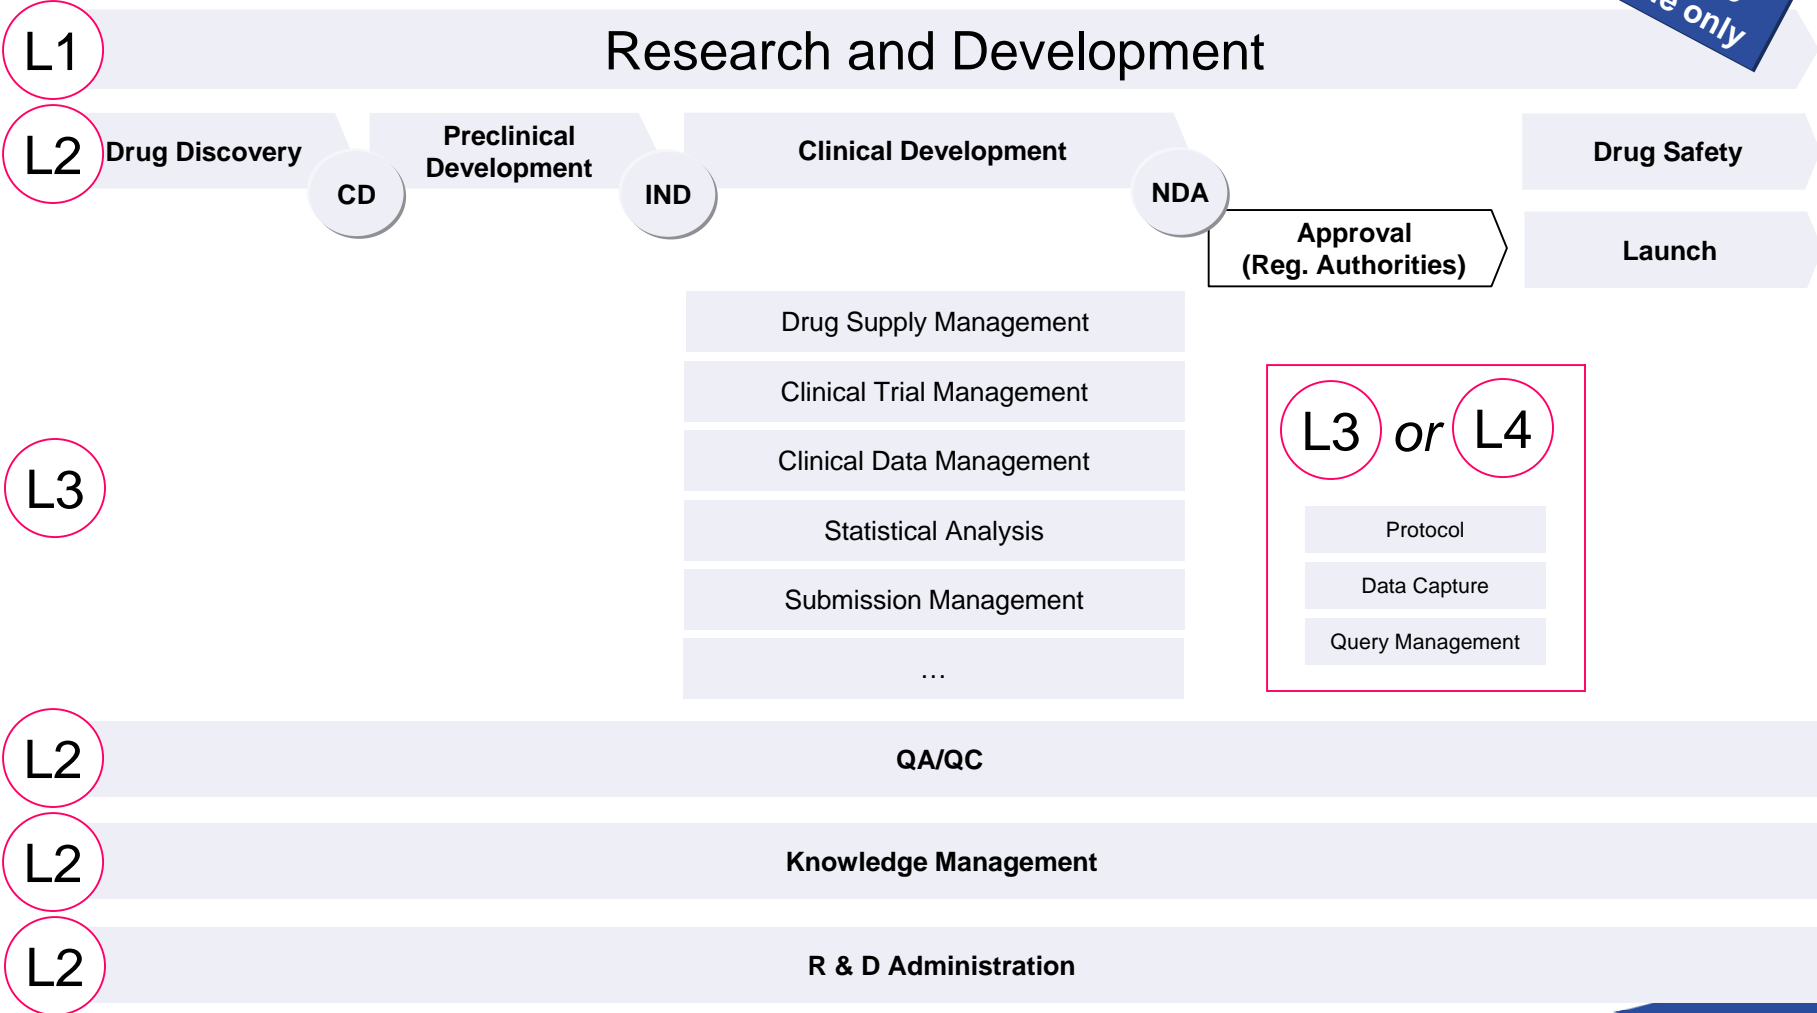 only
L1
Research and Development
L2
Drug Discovery
CD
Preclinical
Development
IND
Clinical Development
NDA
Approval
(Reg. Authorities)
Drug Safety
Launch
L3
Drug Supply Management
Clinical Trial Management
Clinical Data Management
Statistical Analysis
Submission Management
…
L3 or L4
Protocol
Data Capture
Query Management
L2
QA/QC
L2
Knowledge Management
L2
R & D Administration